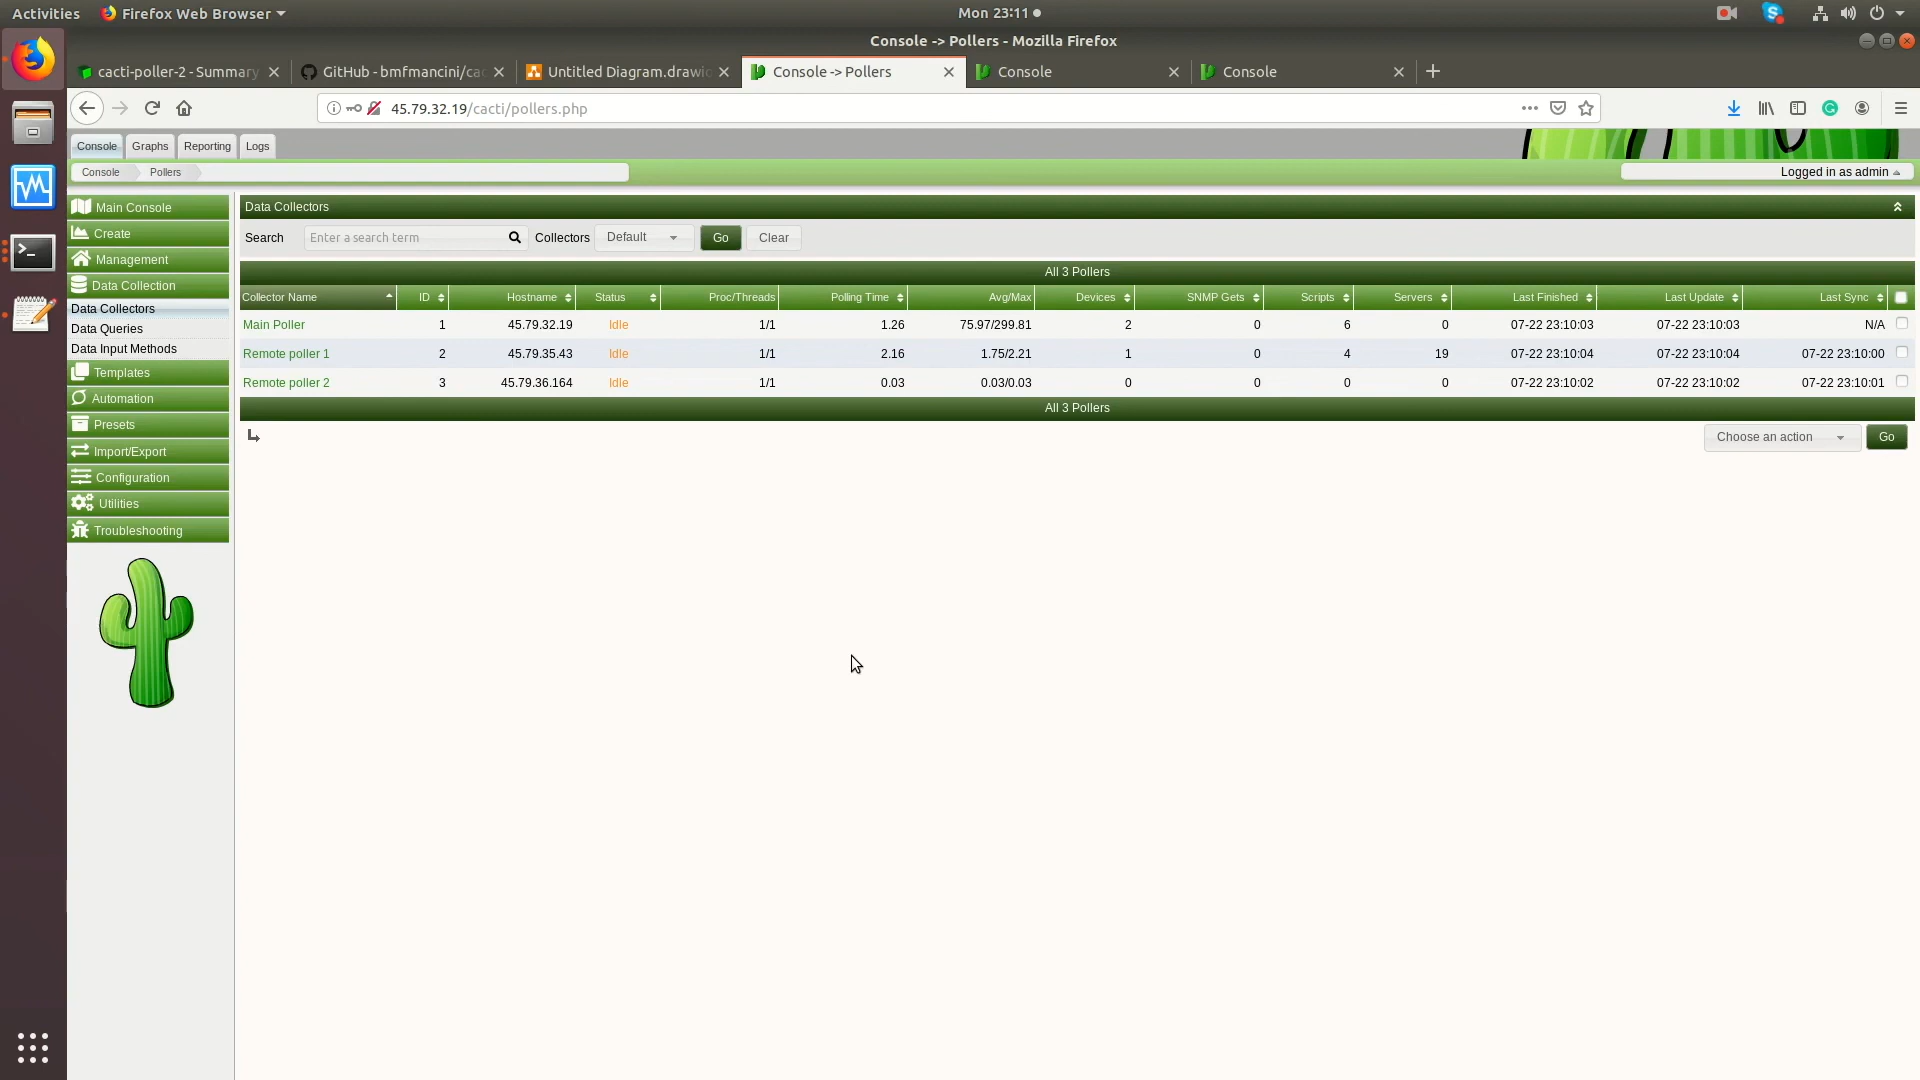 Activities Firefox Web Browser Mon 23:11
Console -> Pollers - Mozilla Firefox
cacti-poller-2 - Summary GitHub - bmfmancini/cac Untitled Diagram.drawio Console -> Pollers Console Console
45.79.32.19/cacti/pollers.php
Console Graphs Reporting Logs
Console Pollers Logged in as admin
Main Console
Create
Management
Data Collection
Data Collectors
Data Queries
Data Input Methods
Templates
Automation
Presets
Import/Export
Configuration
Utilities
Troubleshooting
Data Collectors
Search Enter a search term Collectors Default Go Clear
All 3 Pollers
Collector Name ID Hostname Status Proc/Threads Polling Time Avg/Max Devices SNMP Gets Scripts Servers Last Finished Last Update Last Sync
Main Poller 1 45.79.32.19 Idle 1/1 1.26 75.97/299.81 2 0 6 0 07-22 23:10:03 07-22 23:10:03 N/A
Remote poller 1 2 45.79.35.43 Idle 1/1 2.16 1.75/2.21 1 0 4 19 07-22 23:10:04 07-22 23:10:04 07-22 23:10:00
Remote poller 2 3 45.79.36.164 Idle 1/1 0.03 0.03/0.03 0 0 0 0 07-22 23:10:02 07-22 23:10:02 07-22 23:10:01
All 3 Pollers
Choose an action Go